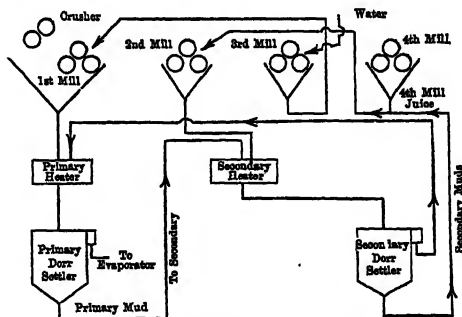 Crusher
Water
2nd Mill
3rd Mill
4th Mill
1st Mill
4th Mill
Juice
Primary
Heater
Secondary
Heater
Primary
Dorr
Settler
To
Evaporator
To Secondary
Secondary
Dorr
Settler
Secondary Muds
Primary Mud